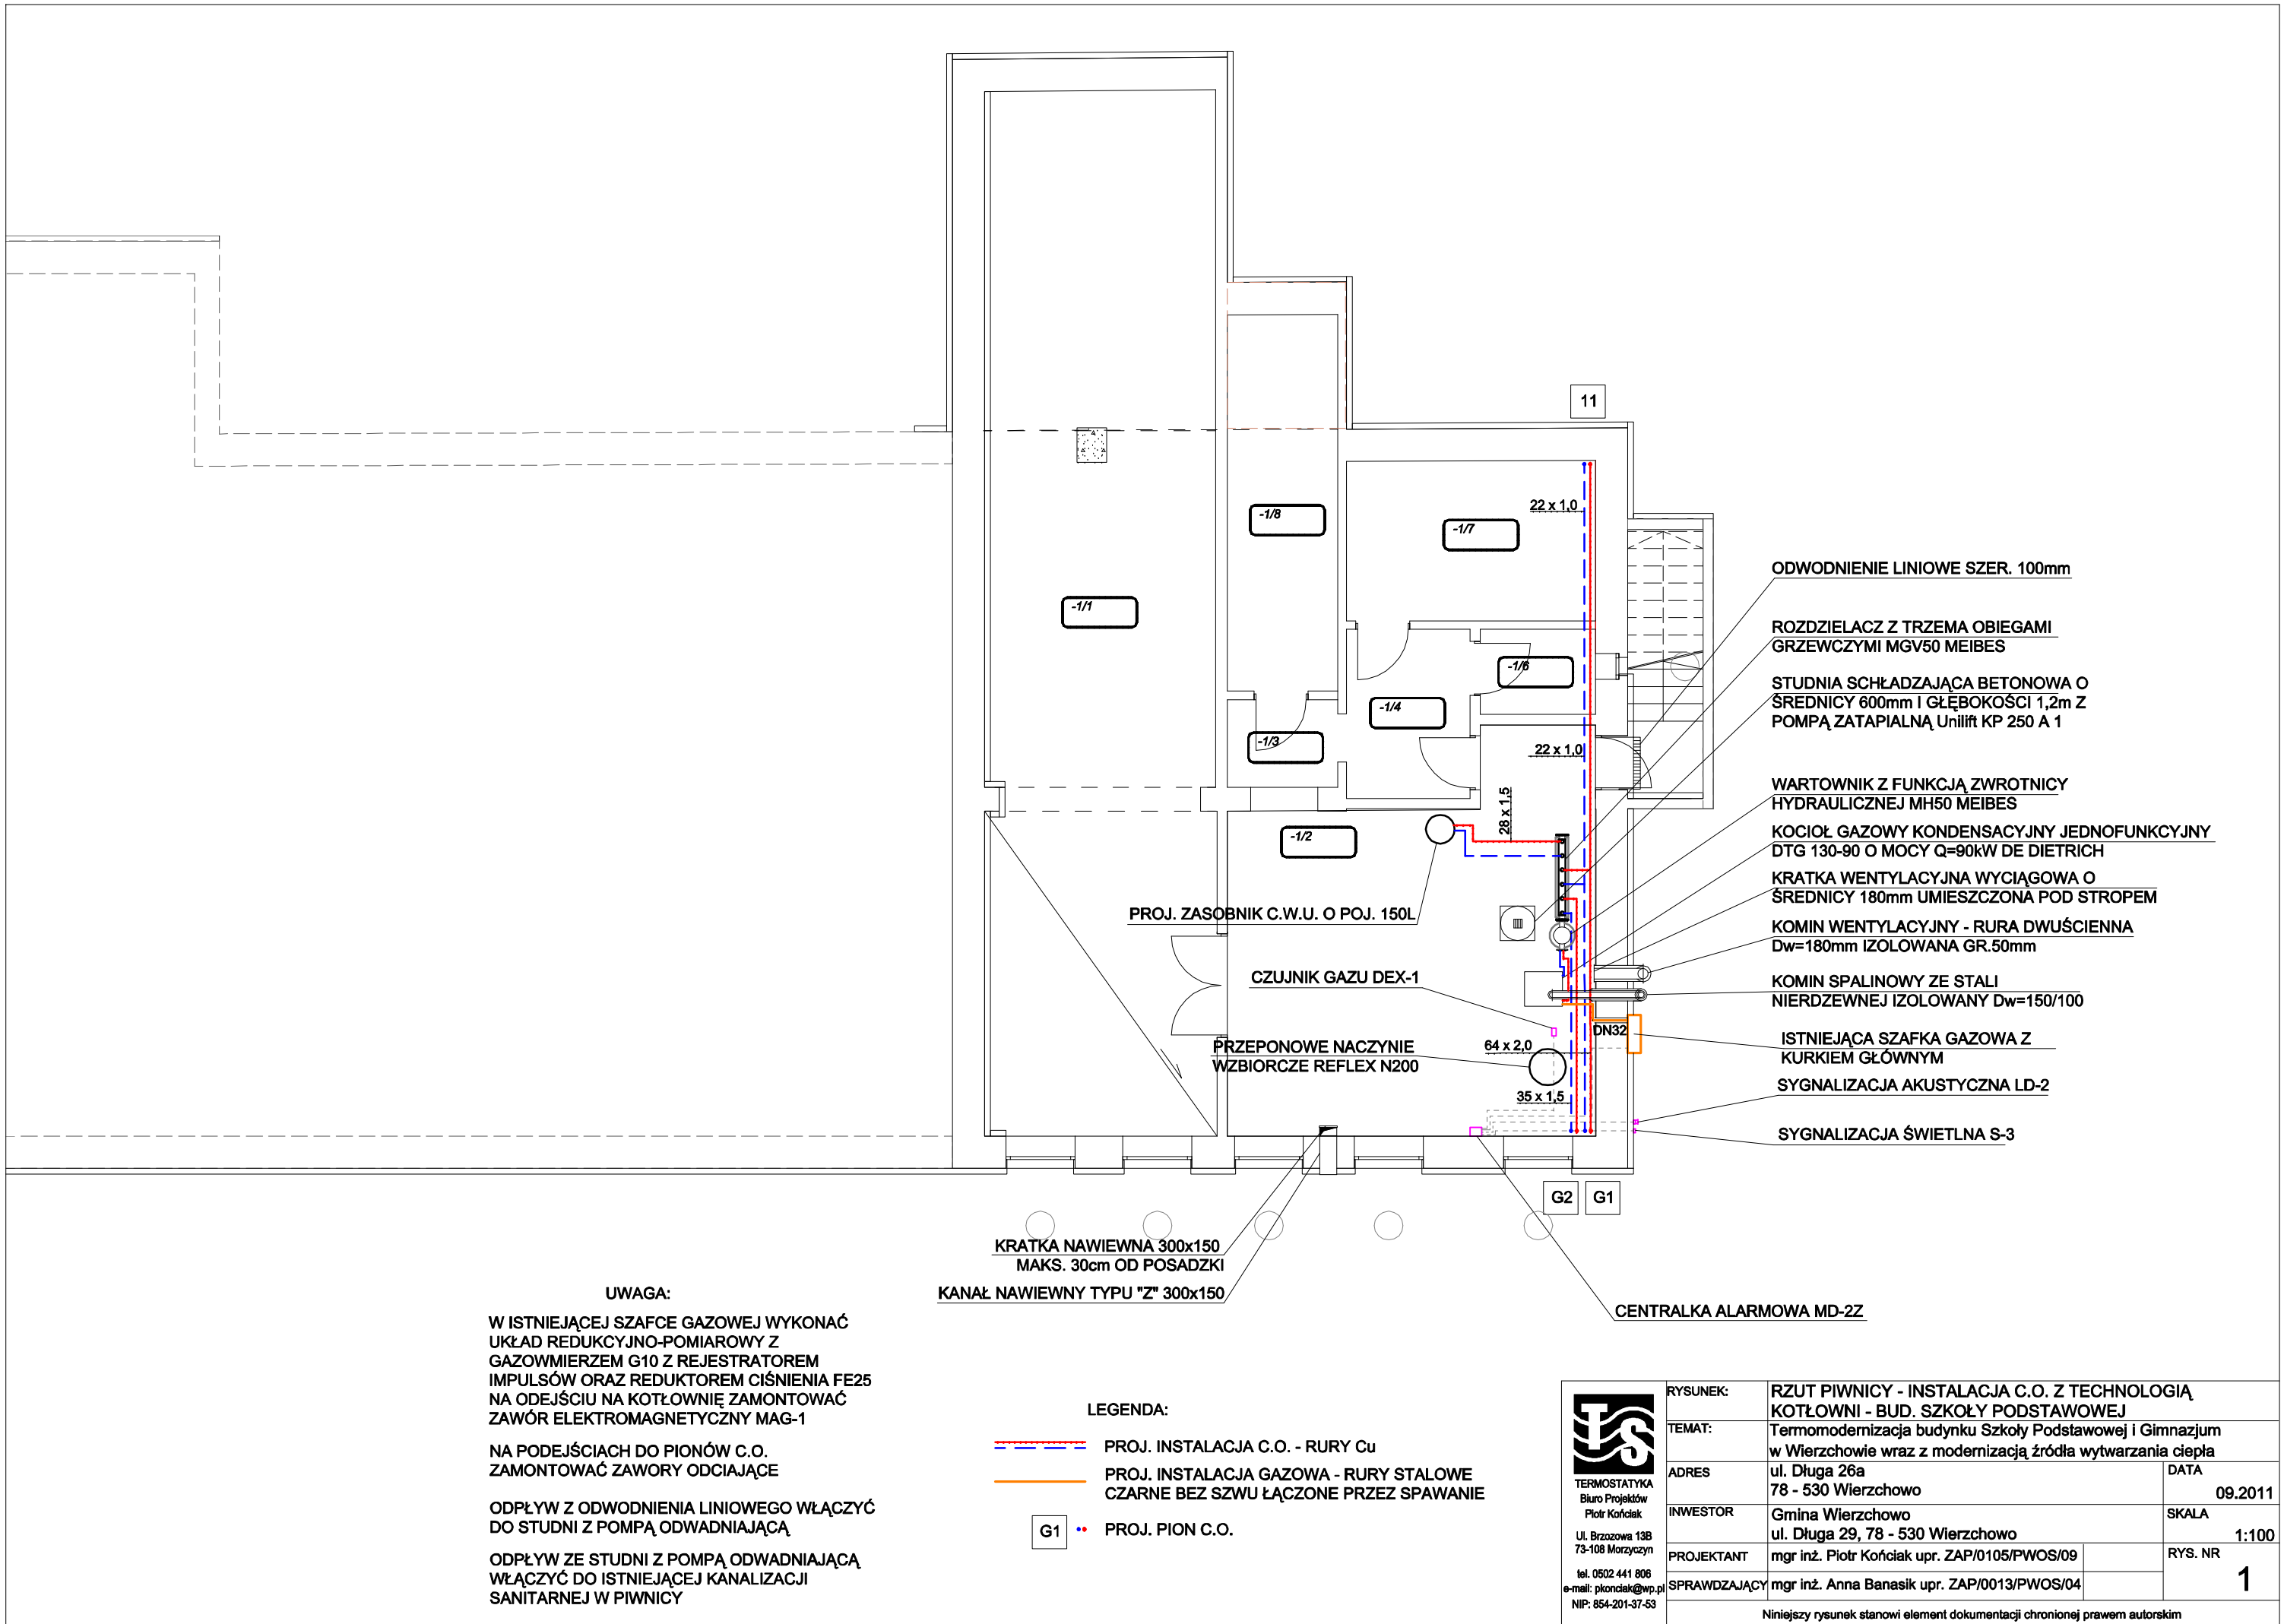 11
22 x 1,0
-1/8
-1/7
-1/1
-1/6
-1/4
-1/3
22 x 1,0
28 x 1,5
-1/2
ODWODNIENIE LINIOWE SZER. 100mm
ROZDZIELACZ Z TRZEMA OBIEGAMI
GRZEWCZYMI MGV50 MEIBES
STUDNIA SCHŁADZAJĄCA BETONOWA O
ŚREDNICY 600mm I GŁĘBOKOŚCI 1,2m Z
POMPĄ ZATAPIALNĄ Unilift KP 250 A 1
WARTOWNIK Z FUNKCJĄ ZWROTNICY
HYDRAULICZNEJ MH50 MEIBES
KOCIOŁ GAZOWY KONDENSACYJNY JEDNOFUNKCYJNY
DTG 130-90 O MOCY Q=90kW DE DIETRICH
KRATKA WENTYLACYJNA WYCIĄGOWA O
ŚREDNICY 180mm UMIESZCZONA POD STROPEM
KOMIN WENTYLACYJNY - RURA DWUŚCIENNA
Dw=180mm IZOLOWANA GR.50mm
KOMIN SPALINOWY ZE STALI
NIERDZEWNEJ IZOLOWANY Dw=150/100
ISTNIEJĄCA SZAFKA GAZOWA Z
KURKIEM GŁÓWNYM
SYGNALIZACJA AKUSTYCZNA LD-2
SYGNALIZACJA ŚWIETLNA S-3
PROJ. ZASOBNIK C.W.U. O POJ. 150L
CZUJNIK GAZU DEX-1
DN32
PRZEPONOWE NACZYNIE
WZBIORCZE REFLEX N200
64 x 2,0
35 x 1,5
G2
G1
KRATKA NAWIEWNA 300x150
MAKS. 30cm OD POSADZKI
KANAŁ NAWIEWNY TYPU "Z" 300x150
CENTRALKA ALARMOWA MD-2Z
UWAGA:
W ISTNIEJĄCEJ SZAFCE GAZOWEJ WYKONAĆ
UKŁAD REDUKCYJNO-POMIAROWY Z
GAZOWMIERZEM G10 Z REJESTRATOREM
IMPULSÓW ORAZ REDUKTOREM CIŚNIENIA FE25
NA ODEJŚCIU NA KOTŁOWNIĘ ZAMONTOWAĆ
ZAWÓR ELEKTROMAGNETYCZNY MAG-1
NA PODEJŚCIACH DO PIONÓW C.O.
ZAMONTOWAĆ ZAWORY ODCIAJĄCE
ODPŁYW Z ODWODNIENIA LINIOWEGO WŁĄCZYĆ
DO STUDNI Z POMPĄ ODWADNIAJĄCĄ
ODPŁYW ZE STUDNI Z POMPĄ ODWADNIAJĄCĄ
WŁĄCZYĆ DO ISTNIEJĄCEJ KANALIZACJI
SANITARNEJ W PIWNICY
LEGENDA:
PROJ. INSTALACJA C.O. - RURY Cu
PROJ. INSTALACJA GAZOWA - RURY STALOWE
CZARNE BEZ SZWU ŁĄCZONE PRZEZ SPAWANIE
G1 PROJ. PION C.O.
TS
TERMOSTATYKA
Biuro Projektów
Piotr Kończiak
Ul. Brzozowa 13B
73-108 Morzyczyn
tel. 0502 441 806
e-mail: pkonciak@wp.pl
NIP: 854-201-37-53
RYSUNEK: RZUT PIWNICY - INSTALACJA C.O. Z TECHNOLOGIĄ
KOTŁOWNI - BUD. SZKOŁY PODSTAWOWEJ
TEMAT: Termomodernizacja budynku Szkoły Podstawowej i Gimnazjum
w Wierzchowie wraz z modernizacją źródła wytwarzania ciepła
ADRES ul. Długa 26a
78 - 530 Wierzchowo
DATA
09.2011
INWESTOR Gmina Wierzchowo
ul. Długa 29, 78 - 530 Wierzchowo
SKALA
1:100
PROJEKTANT mgr inż. Piotr Kończiak upr. ZAP/0105/PWOS/09
SPRAWDZAJĄCY mgr inż. Anna Banasik upr. ZAP/0013/PWOS/04
RYS. NR
1
Niniejszy rysunek stanowi element dokumentacji chronionej prawem autorskim